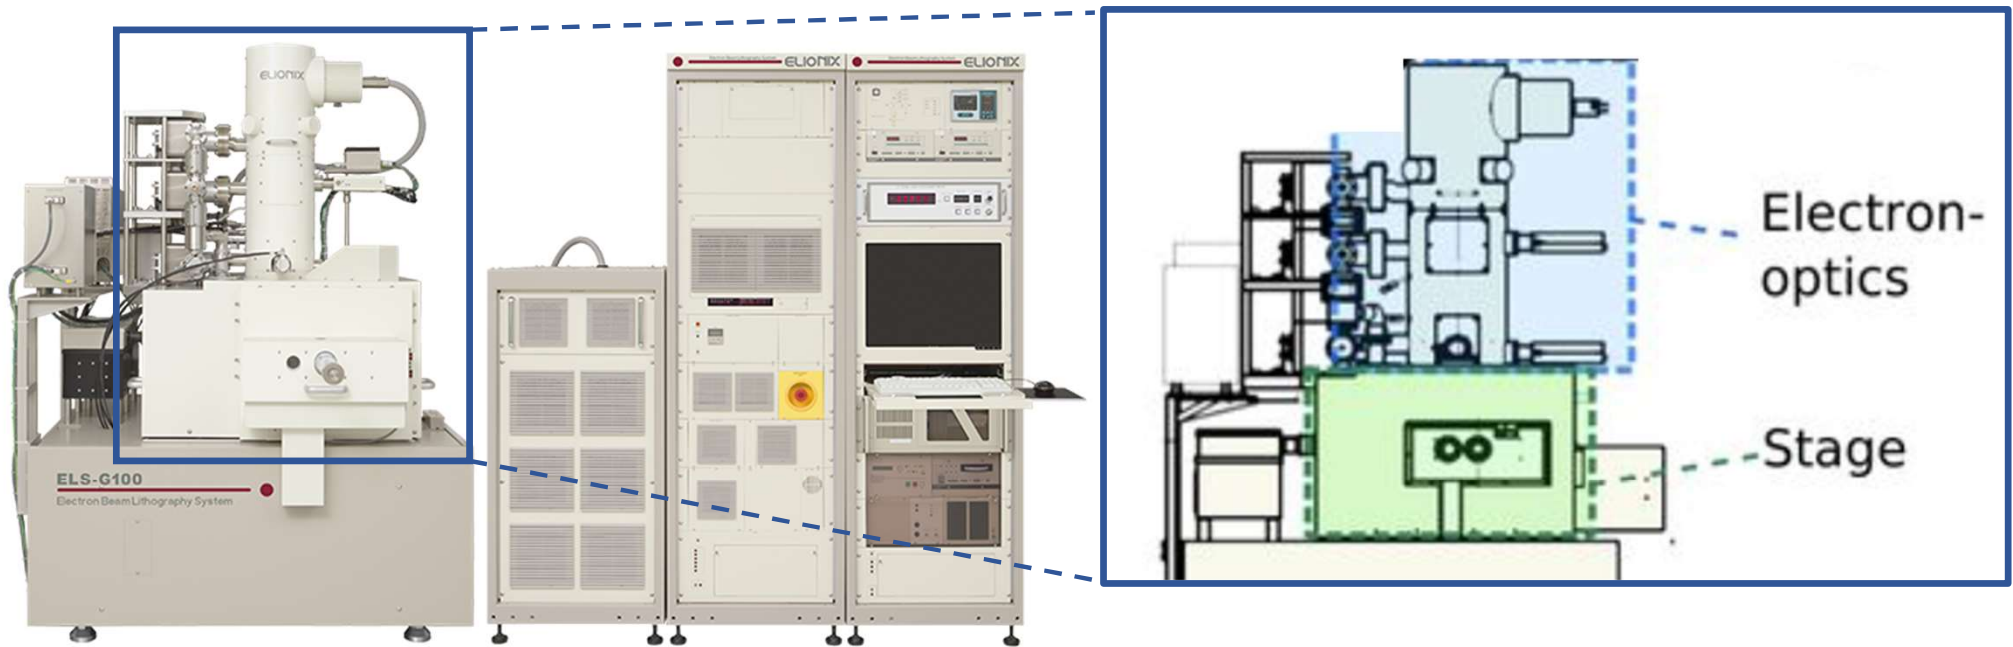 ELIONIX
ELIONIX
ELIONIX
ELS-G100
Electron Beam Lithography System
Electron-
optics
Stage